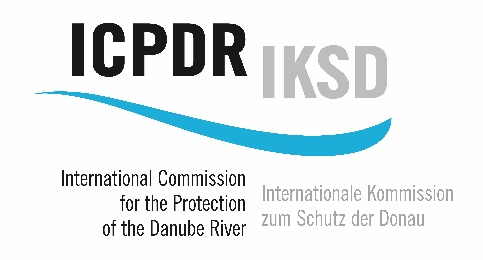 ICPDR IKSD
International Commission
for the Protection
of the Danube River
Internationale Kommission
zum Schutz der Donau